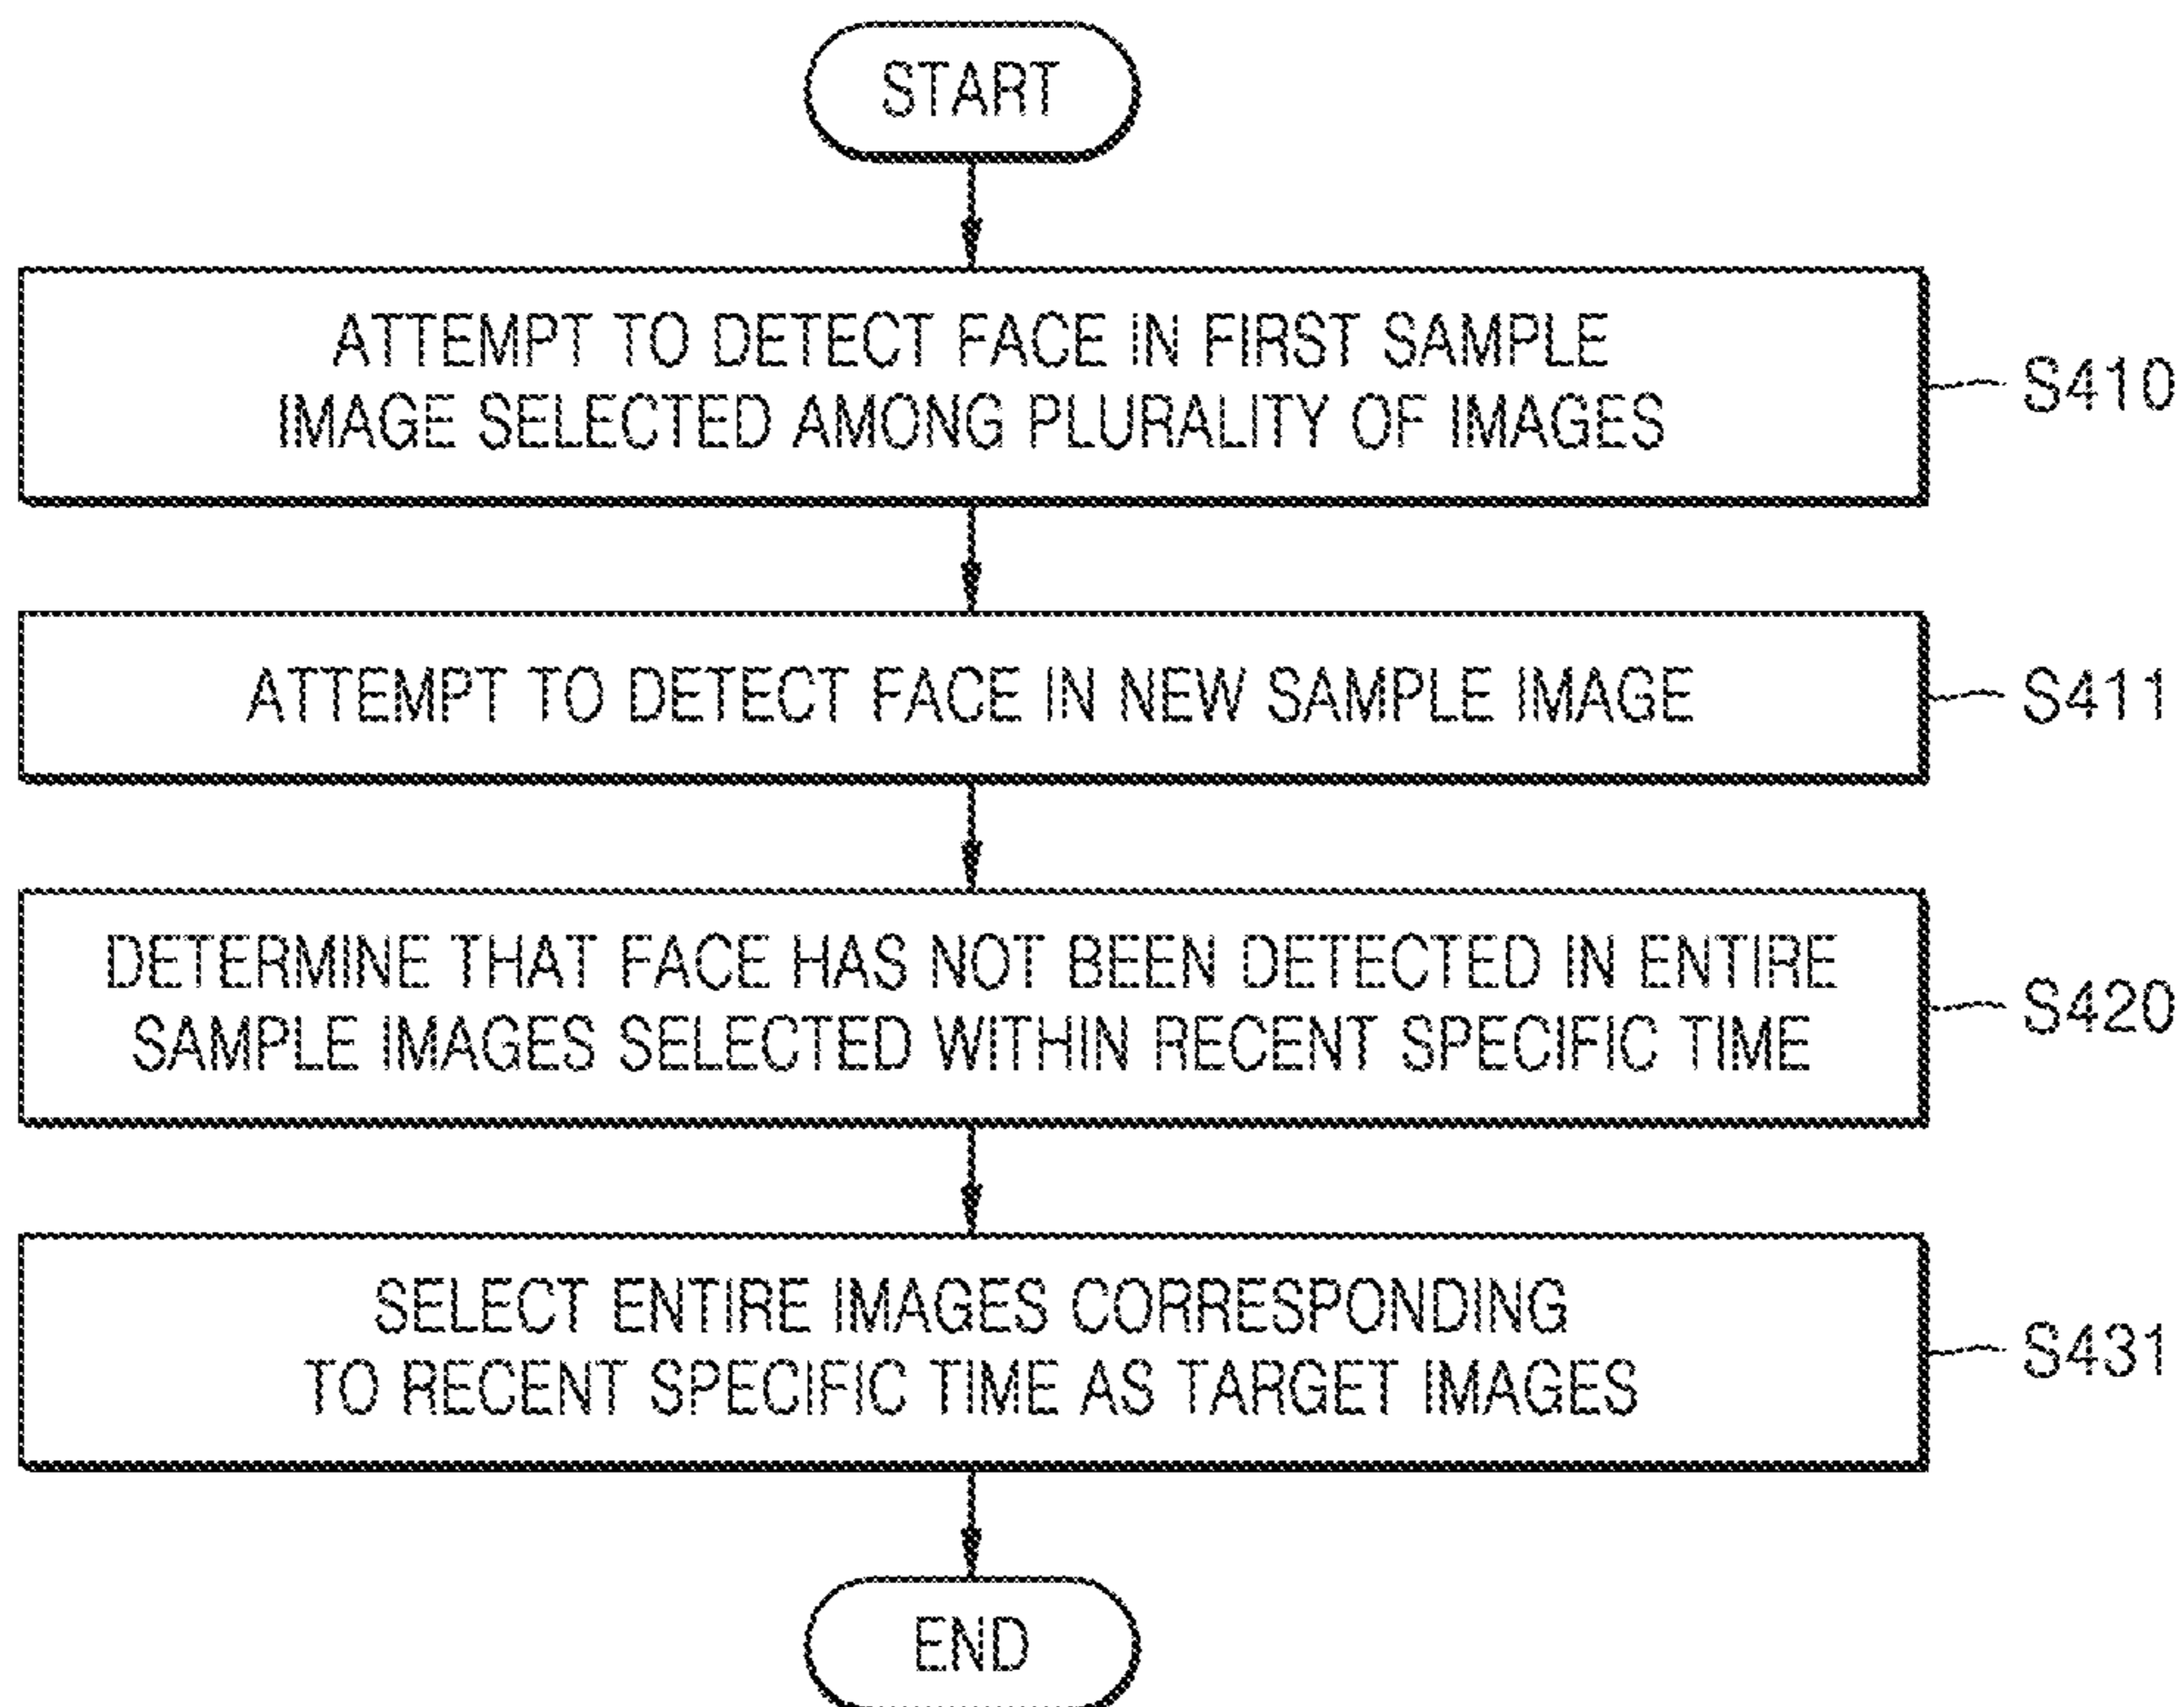 START
ATTEMPT TO DETECT FACE IN FIRST SAMPLE
IMAGE SELECTED AMONG PLURALITY OF IMAGES
S410
ATTEMPT TO DETECT FACE IN NEW SAMPLE IMAGE
S411
DETERMINE THAT FACE HAS NOT BEEN DETECTED IN ENTIRE
SAMPLE IMAGES SELECTED WITHIN RECENT SPECIFIC TIME
S420
SELECT ENTIRE IMAGES CORRESPONDING
TO RECENT SPECIFIC TIME AS TARGET IMAGES
S431
END